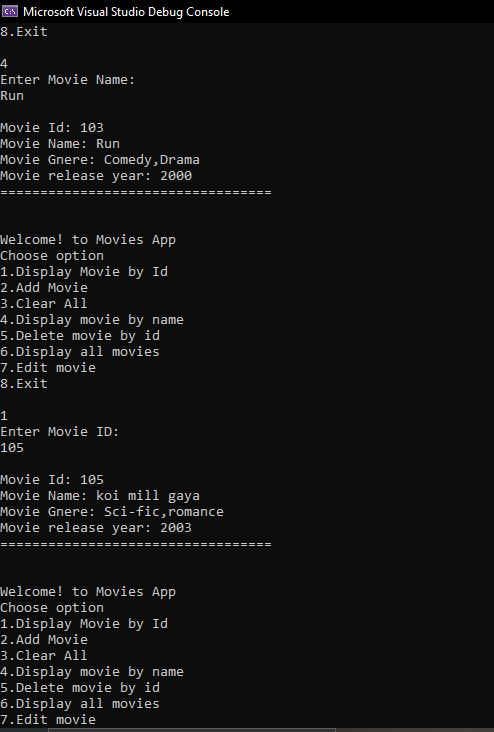 Microsoft Visual Studio Debug Console
8.Exit
4
Enter Movie Name:
Run
Movie Id: 103
Movie Name: Run
Movie Gnere: Comedy,Drama
Movie release year: 2000
==================================
Welcome! to Movies App
Choose option
1.Display Movie by Id
2.Add Movie
3.Clear All
4.Display movie by name
5.Delete movie by id
6.Display all movies
7.Edit movie
8.Exit
1
Enter Movie ID:
105
Movie Id: 105
Movie Name: koi mill gaya
Movie Gnere: Sci-fic,romance
Movie release year: 2003
==================================
Welcome! to Movies App
Choose option
1.Display Movie by Id
2.Add Movie
3.Clear All
4.Display movie by name
5.Delete movie by id
6.Display all movies
7.Edit movie